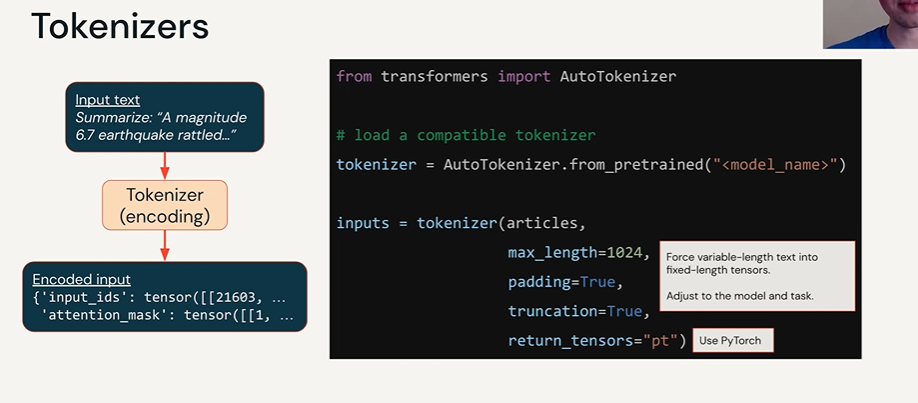 Tokenizers
Input text
Summarize: “A magnitude
6.7 earthquake rattled…”
Tokenizer
(encoding)
Encoded input
{'input_ids': tensor([[21603, …
'attention_mask': tensor([[1, …
from transformers import AutoTokenizer
# load a compatible tokenizer
tokenizer = AutoTokenizer.from_pretrained("<model_name>")
inputs = tokenizer(articles,
max_length=1024,
padding=True,
truncation=True,
return_tensors="pt")
Force variable-length text into
fixed-length tensors.
Adjust to the model and task.
Use PyTorch